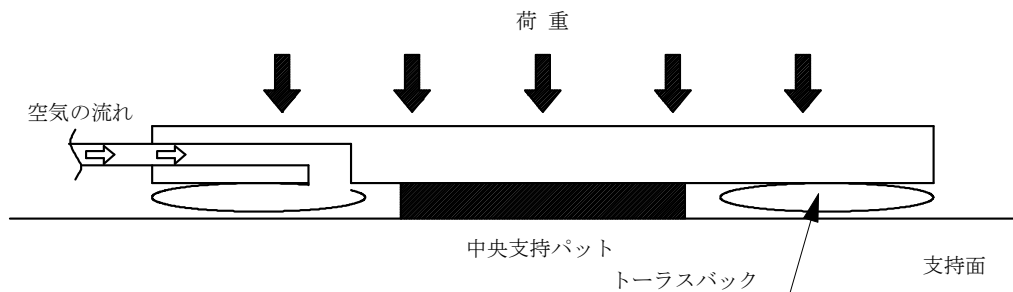 荷 重
空気の流れ
中央支持パット
トーラスバック
支持面